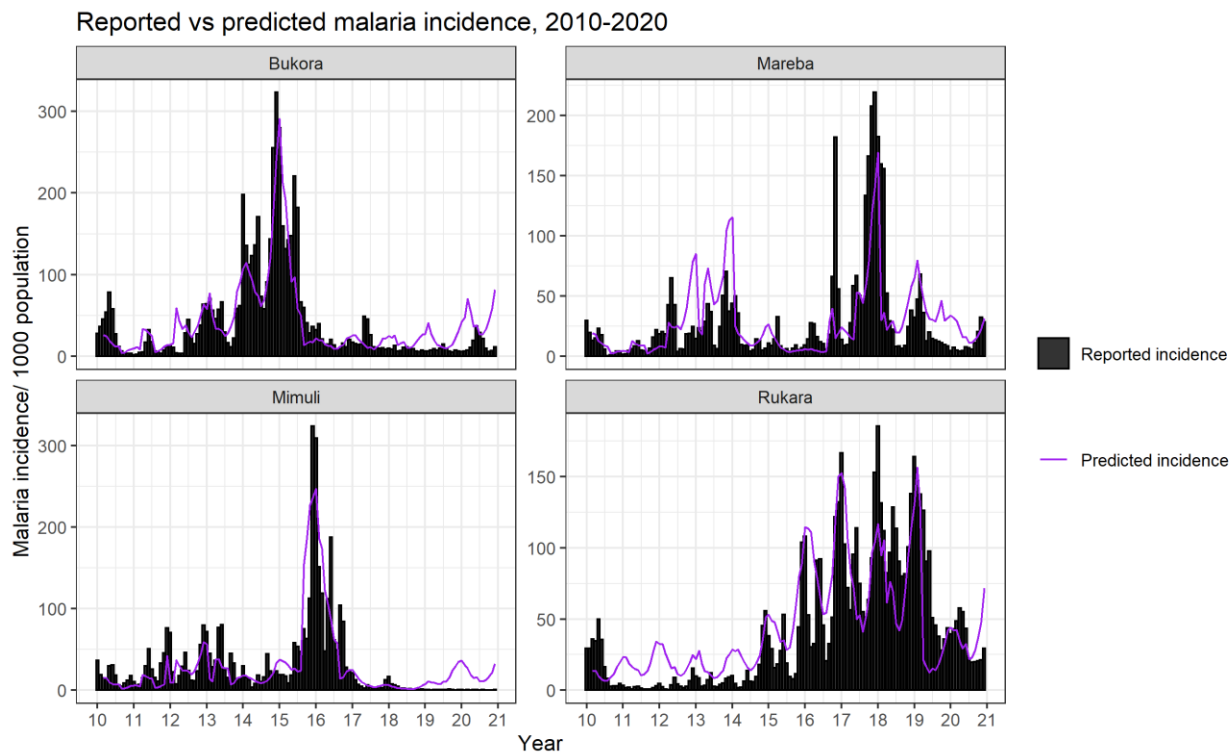 Reported vs predicted malaria incidence, 2010-2020
Bukora
Mareba
300
200
100
0
200
150
100
50
0
Mimuli
Rukara
300
200
100
0
150
100
50
0
10 11 12 13 14 15 16 17 18 19 20 21
10 11 12 13 14 15 16 17 18 19 20 21
Malaria incidence/ 1000 population
Year
Reported incidence
Predicted incidence